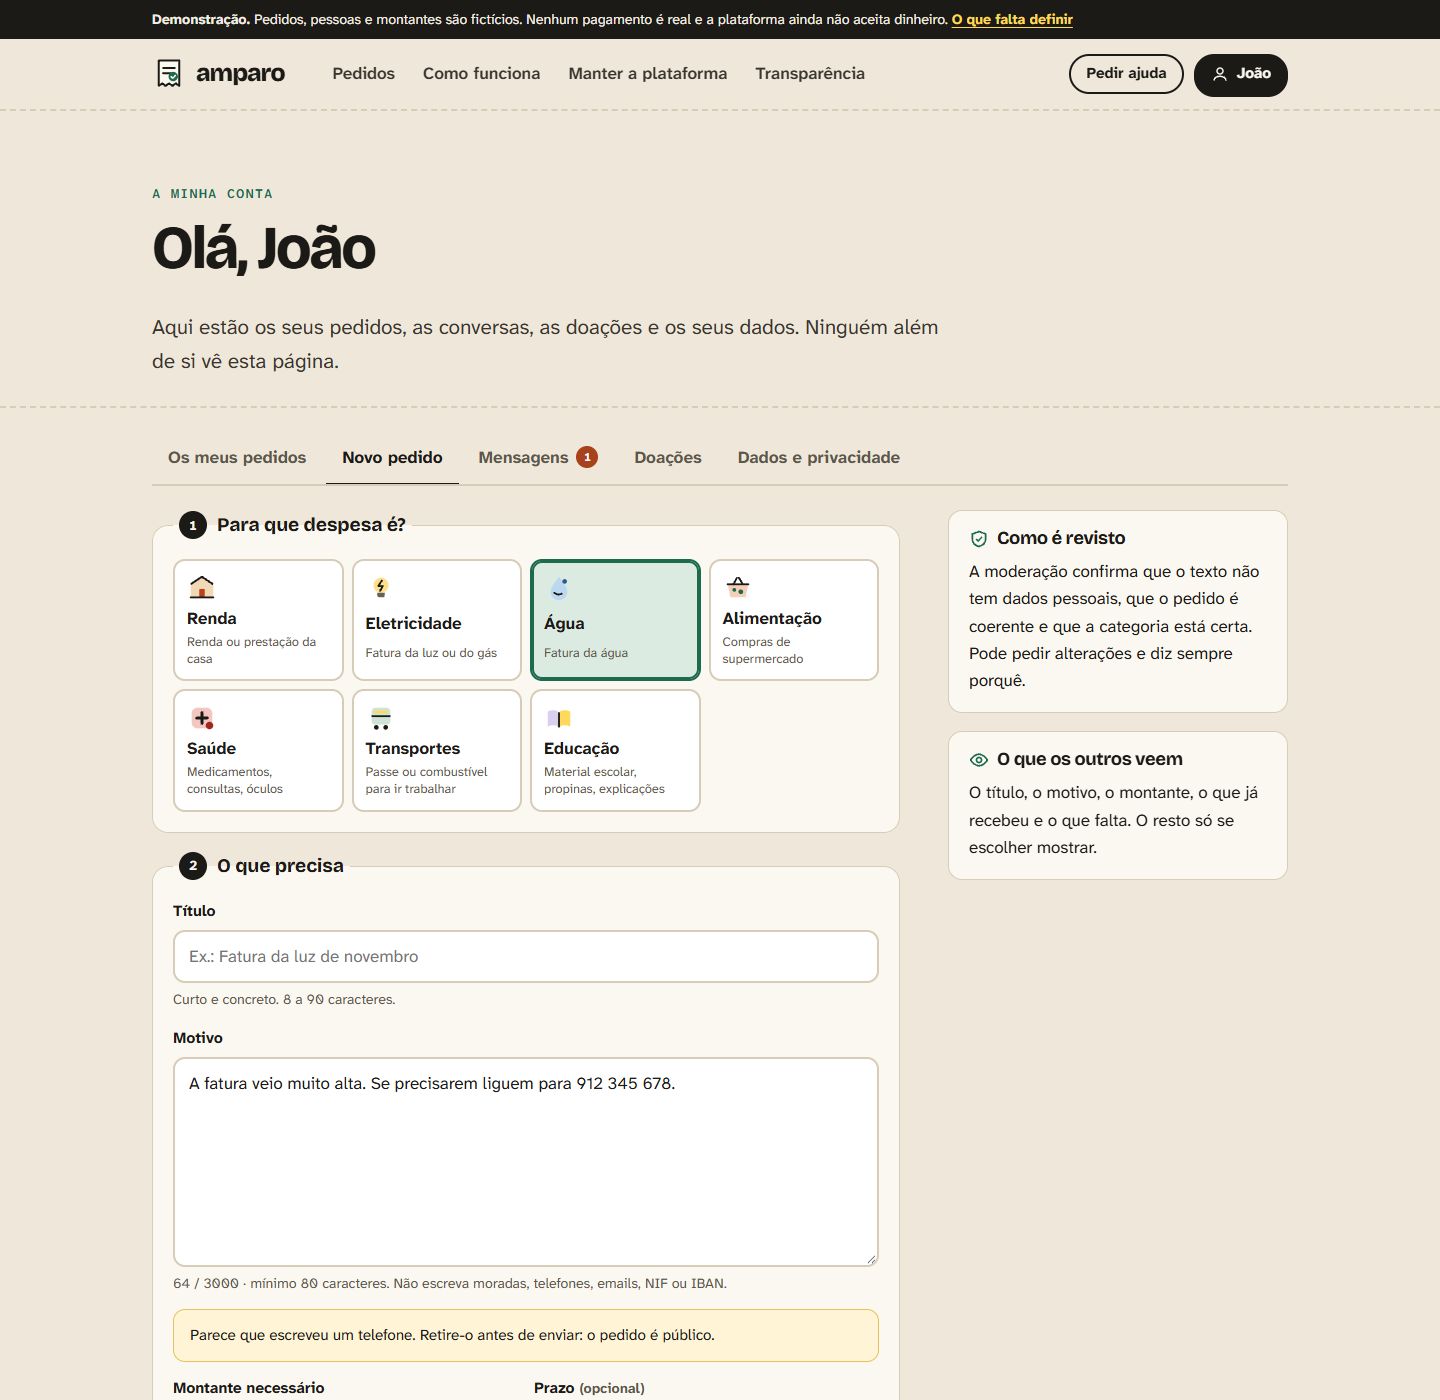 Demonstração. Pedidos, pessoas e montantes são fictícios. Nenhum pagamento é real e a plataforma ainda não aceita dinheiro. O que falta definir
amparo
Pedidos
Como funciona
Manter a plataforma
Transparência
Pedir ajuda
João
A MINHA CONTA
Olá, João
Aqui estão os seus pedidos, as conversas, as doações e os seus dados. Ninguém além
de si vê esta página.
Os meus pedidos
Novo pedido
Mensagens 1
Doações
Dados e privacidade
1 Para que despesa é?
Renda
Renda ou prestação da
casa
Eletricidade
Fatura da luz ou do gás
Água
Fatura da água
Alimentação
Compras de
supermercado
Saúde
Medicamentos,
consultas, óculos
Transportes
Passe ou combustível
para ir trabalhar
Educação
Material escolar,
propinas, explicações
2 O que precisa
Título
Ex.: Fatura da luz de novembro
Curto e concreto. 8 a 90 caracteres.
Motivo
A fatura veio muito alta. Se precisarem liguem para 912 345 678.
64 / 3000 · mínimo 80 caracteres. Não escreva moradas, telefones, emails, NIF ou IBAN.
Parece que escreveu um telefone. Retire-o antes de enviar: o pedido é público.
Montante necessário
Prazo (opcional)
Como é revisto
A moderação confirma que o texto não
tem dados pessoais, que o pedido é
coerente e que a categoria está certa.
Pode pedir alterações e diz sempre
porquê.
O que os outros veem
O título, o motivo, o montante, o que já
recebeu e o que falta. O resto só se
escolher mostrar.